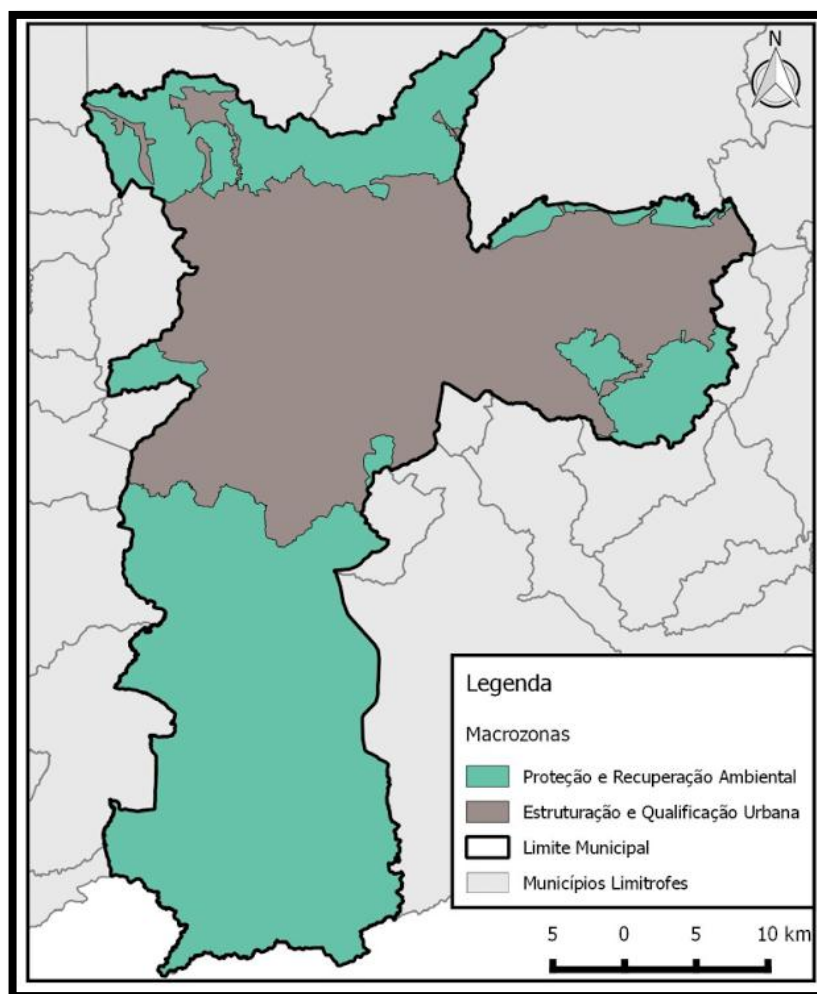 N
Legenda
Macrozonas
Proteção e Recuperação Ambiental
Estruturação e Qualificação Urbana
Limite Municipal
Municípios Limitrofes
5 0 5 10 km